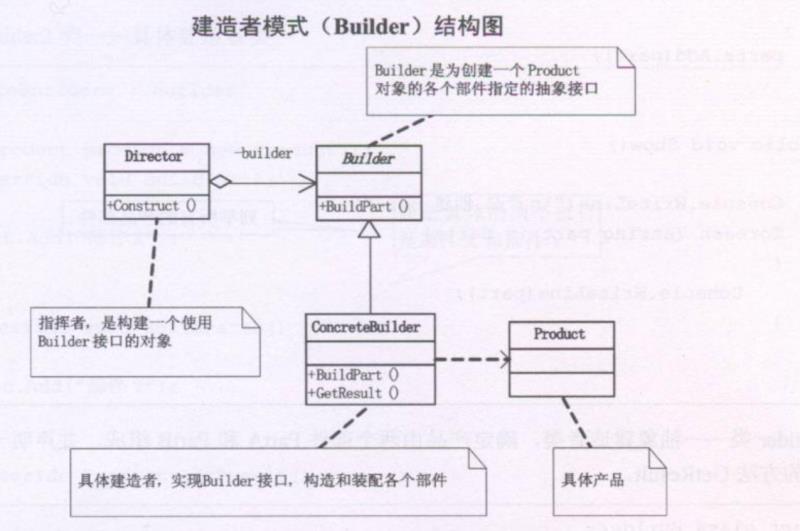 建造者模式（Builder）结构图
Builder是为创建一个Product
对象的各个部件指定的抽象接口
Director
-builder
Builder
+Construct()
+BuildPart()
指挥者，是构建一个使用
Builder接口的对象
ConcreteBuilder
Product
+BuildPart()
+GetResult()
具体建造者，实现Builder接口，构造和装配各个部件
具体产品